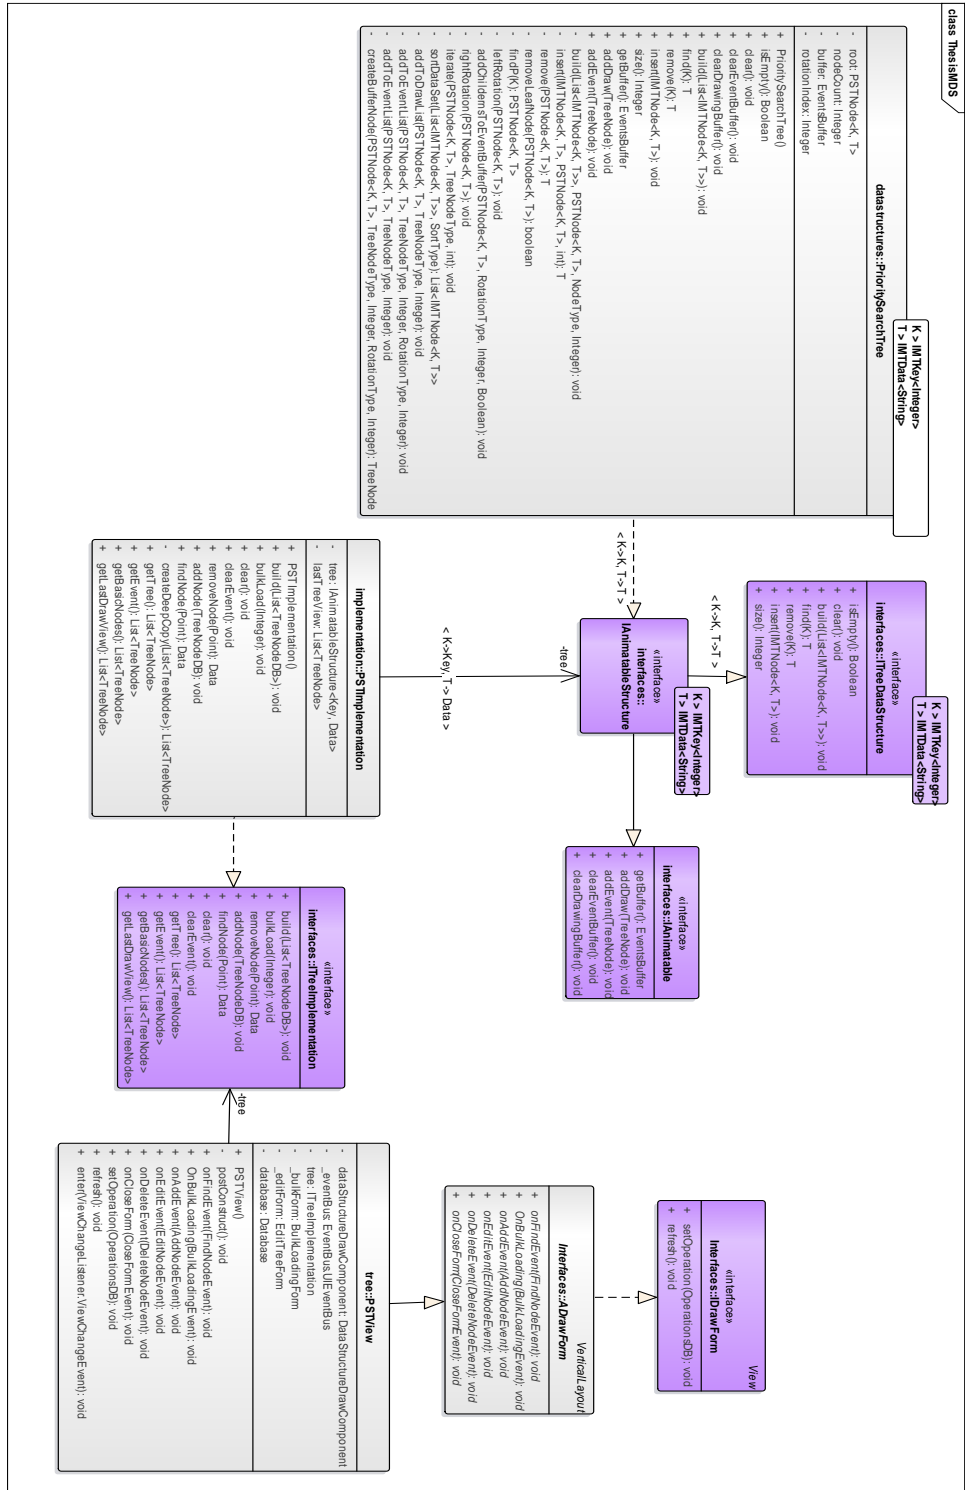 class ThesisMDS
K > IMTKey<Integer>
T > IMTData<String>
datastructures::PrioritySearchTree
- root: PSTNode<K, T>
- nodeCount: Integer
- buffer: EventsBuffer
- rotationIndex: Integer
+ PrioritySearchTree()
+ isEmpty(): Boolean
+ clear(): void
+ clearEventBuffer(): void
+ clearDrawingBuffer(): void
+ build(List<IMTNode<K, T>>): void
+ find(K): T
+ remove(K): T
+ insert(IMTNode<K, T>): void
+ size(): Integer
+ getBuffer(): EventsBuffer
+ addDraw(TreeNode): void
+ addEvent(TreeNode): void
- build(List<IMTNode<K, T>>, PSTNode<K, T>, NodeType, Integer): void
- insert(IMTNode<K, T>, PSTNode<K, T>, int): T
- remove(PSTNode<K, T>): T
- removeLeafNode(PSTNode<K, T>): boolean
- findP(K): PSTNode<K, T>
- leftRotation(PSTNode<K, T>): void
- addChildernsToEventBuffer(PSTNode<K, T>, RotationType, Integer, Boolean): void
- rightRotation(PSTNode<K, T>): void
- iterate(PSTNode<K, T>, TreeNodeType, int): void
- sortDataSet(List<IMTNode<K, T>>, SortType): List<IMTNode<K, T>>
- addToDrawList(PSTNode<K, T>, TreeNodeType, Integer): void
- addToEventList(PSTNode<K, T>, TreeNodeType, Integer, RotationType, Integer): void
- addToEventList(PSTNode<K, T>, TreeNodeType, Integer): void
- createBufferNode(PSTNode<K, T>, TreeNodeType, Integer, RotationType, Integer): TreeNode
< K->K, T->T >
K > IMTKey<Integer>
T > IMTData<String>
«interface»
interfaces::ITreeDataStructure
+ isEmpty(): Boolean
+ clear(): void
+ build(List<IMTNode<K, T>>): void
+ find(K): T
+ remove(K): T
+ insert(IMTNode<K, T>): void
+ size(): Integer
< K->K, T->T >
K > IMTKey<Integer>
T > IMTData<String>
«interface»
interfaces::
IAnimatableStructure
-tree
«interface»
interfaces::IAnimatable
+ getBuffer(): EventsBuffer
+ addDraw(TreeNode): void
+ addEvent(TreeNode): void
+ clearEventBuffer(): void
+ clearDrawingBuffer(): void
< K->Key, T-> Data >
implementation::PSTImplementation
- tree: IAnimatableStructure<Key, Data>
- lastTreeView: List<TreeNode>
+ PSTImplementation()
+ build(List<TreeNodeDB>): void
+ bulkLoad(Integer): void
+ clear(): void
+ clearEvent(): void
+ removeNode(Point): Data
+ addNode(TreeNodeDB): void
+ findNode(Point): Data
- createDeepCopy(List<TreeNode>): List<TreeNode>
+ getTree(): List<TreeNode>
+ getEvent(): List<TreeNode>
+ getBasicNodes(): List<TreeNode>
+ getLastDrawView(): List<TreeNode>
«interface»
interfaces::ITreeImplementation
+ build(List<TreeNodeDB>): void
+ bulkLoad(Integer): void
+ removeNode(Point): Data
+ addNode(TreeNodeDB): void
+ findNode(Point): Data
+ clear(): void
+ clearEvent(): void
+ getTree(): List<TreeNode>
+ getEvent(): List<TreeNode>
+ getBasicNodes(): List<TreeNode>
+ getLastDrawView(): List<TreeNode>
-tree
View
«interface»
Interfaces::IDrawForm
+ setOperation(OperationsDB): void
+ refresh(): void
VerticalLayout
Interfaces::ADrawForm
+ onFindEvent(FindNodeEvent): void
+ OnBulkLoading(BulkLoadingEvent): void
+ onAddEvent(AddNodeEvent): void
+ onEditEvent(EditNodeEvent): void
+ onDeleteEvent(DeleteNodeEvent): void
+ onCloseForm(CloseFormEvent): void
tree::PSTView
- dataStructureDrawComponent: DataStructureDrawComponent
- _eventBus: EventBus.UIEventBus
- tree: ITreeImplementation
- _bulkForm: BulkLoadingForm
- _editForm: EditTreeForm
- database: Database
+ PSTView()
- postConstruct(): void
+ onFindEvent(FindNodeEvent): void
+ OnBulkLoading(BulkLoadingEvent): void
+ onAddEvent(AddNodeEvent): void
+ onEditEvent(EditNodeEvent): void
+ onDeleteEvent(DeleteNodeEvent): void
+ onCloseForm(CloseFormEvent): void
+ setOperation(OperationsDB): void
+ refresh(): void
+ enter(ViewChangeListener.ViewChangeEvent): void